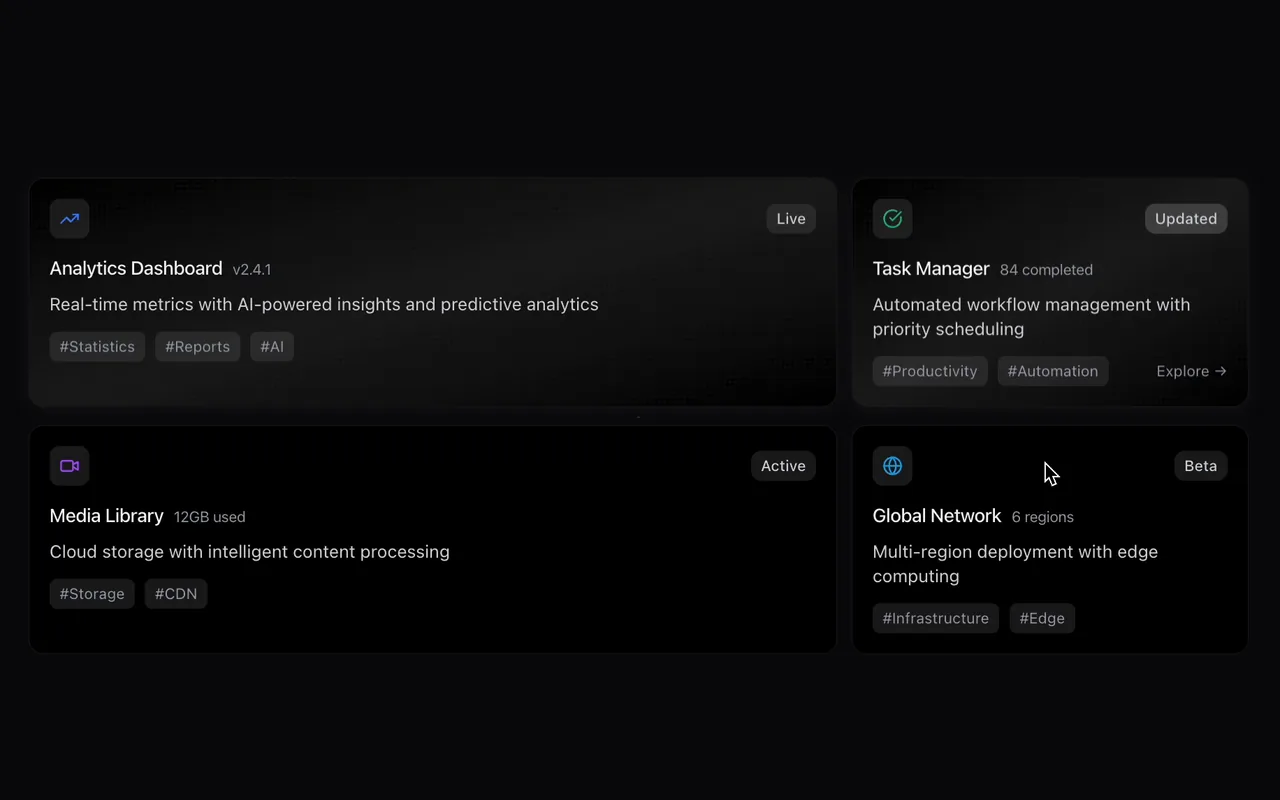 Live
Analytics Dashboard v2.4.1
Real-time metrics with AI-powered insights and predictive analytics
#Statistics #Reports #AI
Updated
Task Manager 84 completed
Automated workflow management with
priority scheduling
#Productivity #Automation Explore →
Active
Media Library 12GB used
Cloud storage with intelligent content processing
#Storage #CDN
Beta
Global Network 6 regions
Multi-region deployment with edge
computing
#Infrastructure #Edge